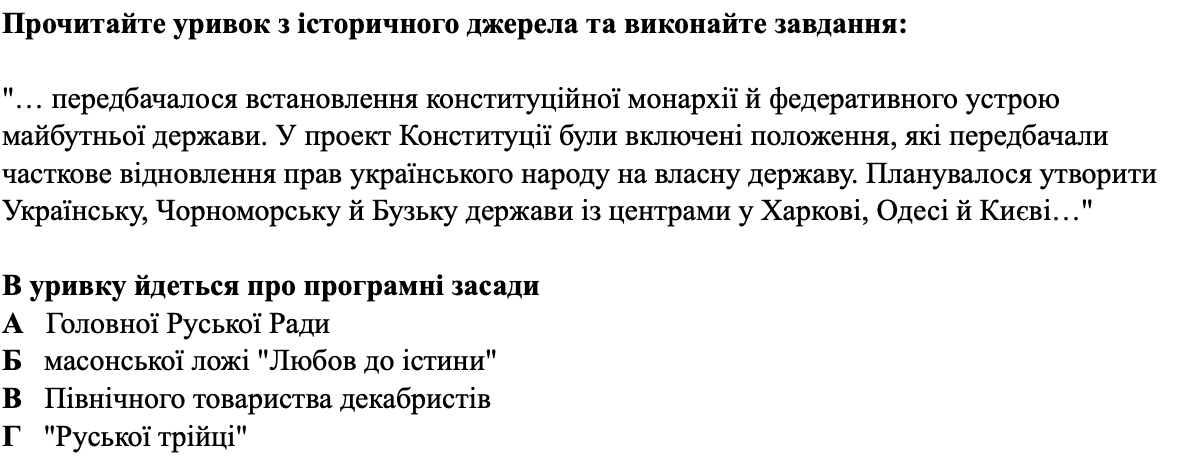 Прочитайте уривок з історичного джерела та виконайте завдання:
"… передбачалося встановлення конституційної монархії й федеративного устрою
майбутньої держави. У проект Конституції були включені положення, які передбачали
часткове відновлення прав українського народу на власну державу. Планувалося утворити
Українську, Чорноморську й Бузьку держави із центрами у Харкові, Одесі й Києві…"
В уривку йдеться про програмні засади
А Головної Руської Ради
Б масонської ложі "Любов до істини"
В Північного товариства декабристів
Г "Руської трійці"